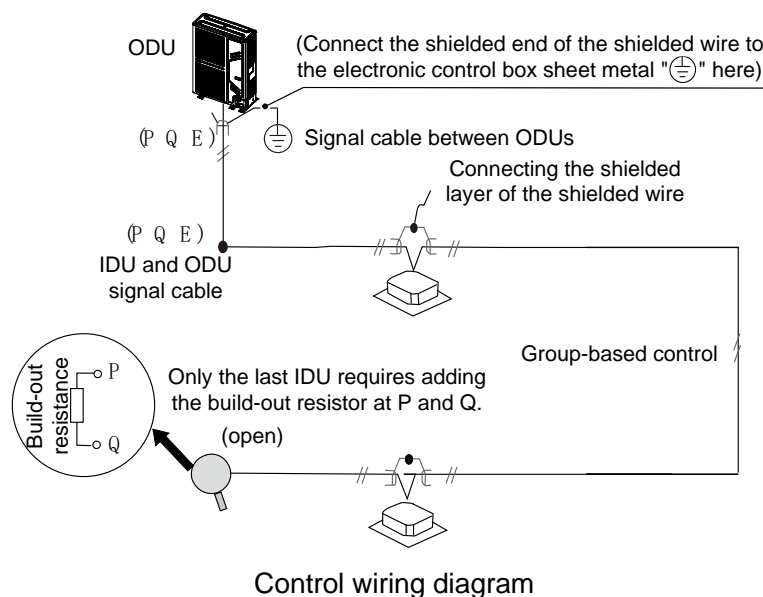 ODU
(Connect the shielded end of the shielded wire to
the electronic control box sheet metal "⏚" here)
(P Q E)
Signal cable between ODUs
Connecting the shielded
layer of the shielded wire
(P Q E)
IDU and ODU
signal cable
Group-based control
Build-out
resistance
P
Q
Only the last IDU requires adding
the build-out resistor at P and Q.
(open)
Control wiring diagram